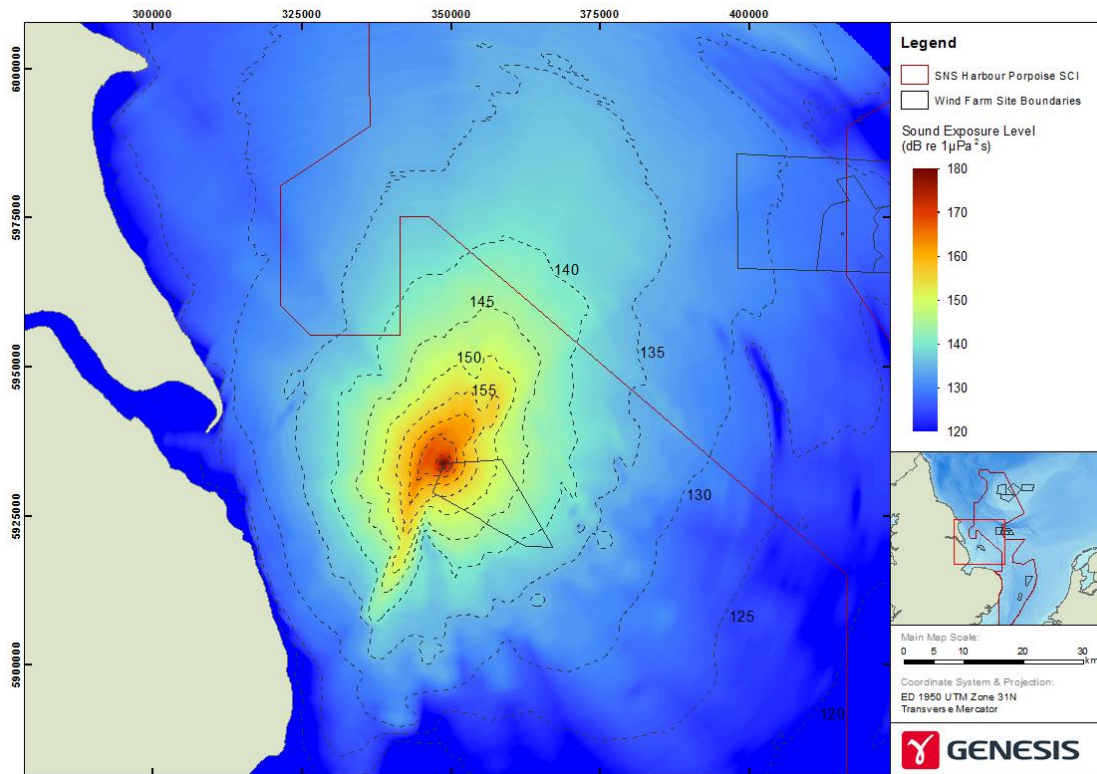 300000
325000
350000
375000
400000
6000000
5975000
5950000
5925000
5900000
140
145
150
155
135
130
125
120
Legend
SNS Harbour Porpoise SCI
Wind Farm Site Boundaries
Sound Exposure Level
(dB re 1µPa²s)
180
170
160
150
140
130
120
Main Map Scale:
0 5 10 20 30
km
Coordinate System & Projection:
ED 1950 UTM Zone 31N
Transverse Mercator
GENESIS